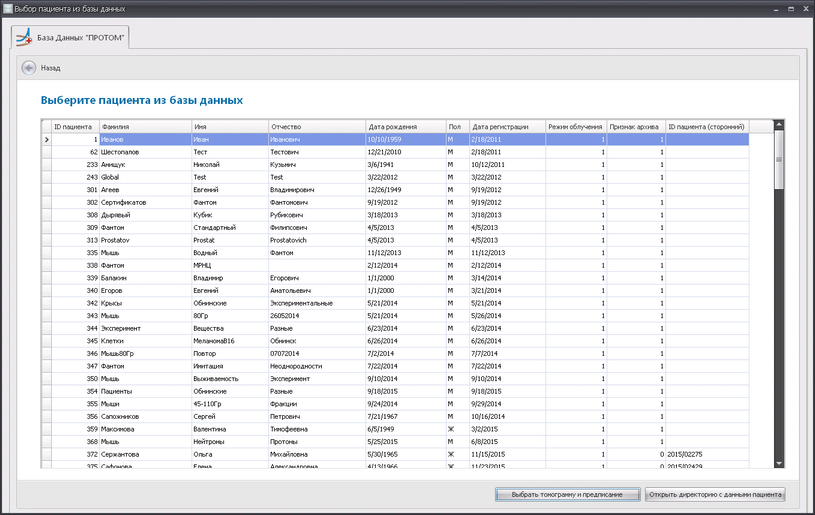 Выбор пациента из базы данных
База Данных "ПРОТОМ"
Назад
Выберите пациента из базы данных
ID пациента Фамилия Имя Отчество Дата рождения Пол Дата регистрации Режим облучения Признак архива ID пациента (сторонний)
1 Иванов Иван Иванович 10/10/1959 М 2/18/2011 1 1
62 Шестопалов Тест Тестович 12/21/2010 М 2/18/2011 1 1
233 Анищук Николай Кузьмич 3/6/1941 М 10/12/2011 1 1
243 Global Test Test 3/22/2012 М 3/22/2012 1 1
301 Агеев Евгений Владимирович 12/26/1949 М 9/19/2012 1 1
302 Сертификатов Фантом Фантомович 9/19/2012 М 9/19/2012 1 1
308 Дырявый Кубик Рубикович 3/18/2013 М 3/18/2013 1 1
309 Фантом Стандартный Филипсович 4/5/2013 М 4/5/2013 1 1
313 Prostatov Prostat Prostatovich 4/5/2013 М 4/5/2013 1 1
335 Мышь Водный Фантом 11/12/2013 М 11/12/2013 1 1
338 Фантом МРНЦ 2/12/2014 М 2/12/2014 1 1
339 Балакин Владимир Егорович 1/1/2000 М 3/14/2014 1 1
340 Егоров Евгений Анатольевич 1/1/2000 М 3/21/2014 1 1
342 Крысы Обнинские Экспериментальные 5/21/2014 М 5/21/2014 1 1
343 Мышь 80Гр 26052014 5/21/2014 М 5/26/2014 1 1
344 Эксперимент Вещества Разные 6/23/2014 М 6/23/2014 1 1
345 Клетки МеланомаВ16 Обнинск 6/26/2014 М 6/26/2014 1 1
346 Мышь80Гр Повтор 07072014 7/2/2014 М 7/7/2014 1 1
347 Фантом Имитация Неоднородности 7/22/2014 М 7/22/2014 1 1
350 Мышь Выживаемость Эксперимент 9/10/2014 М 9/10/2014 1 1
354 Пациенты Обнинские Разные 9/18/2015 М 9/18/2015 1 1
355 Мыши 45-110Гр Фракции 9/24/2014 М 9/29/2014 1 1
356 Сапожников Сергей Петрович 7/21/1967 М 10/16/2014 1 1
359 Максимова Валентина Тимофеевна 6/5/1949 Ж 3/2/2015 1 1
368 Мышь Нейтроны Протоны 5/25/2015 М 6/8/2015 1 1
372 Сержантова Ольга Михайловна 5/30/1965 Ж 11/15/2015 1 0 2015/02275
375 Сафонова Елена Александровна 4/13/1966 Ж 11/23/2015 1 0 2015/02429
Выбрать томограмму и предписание Открыть директорию с данными пациента